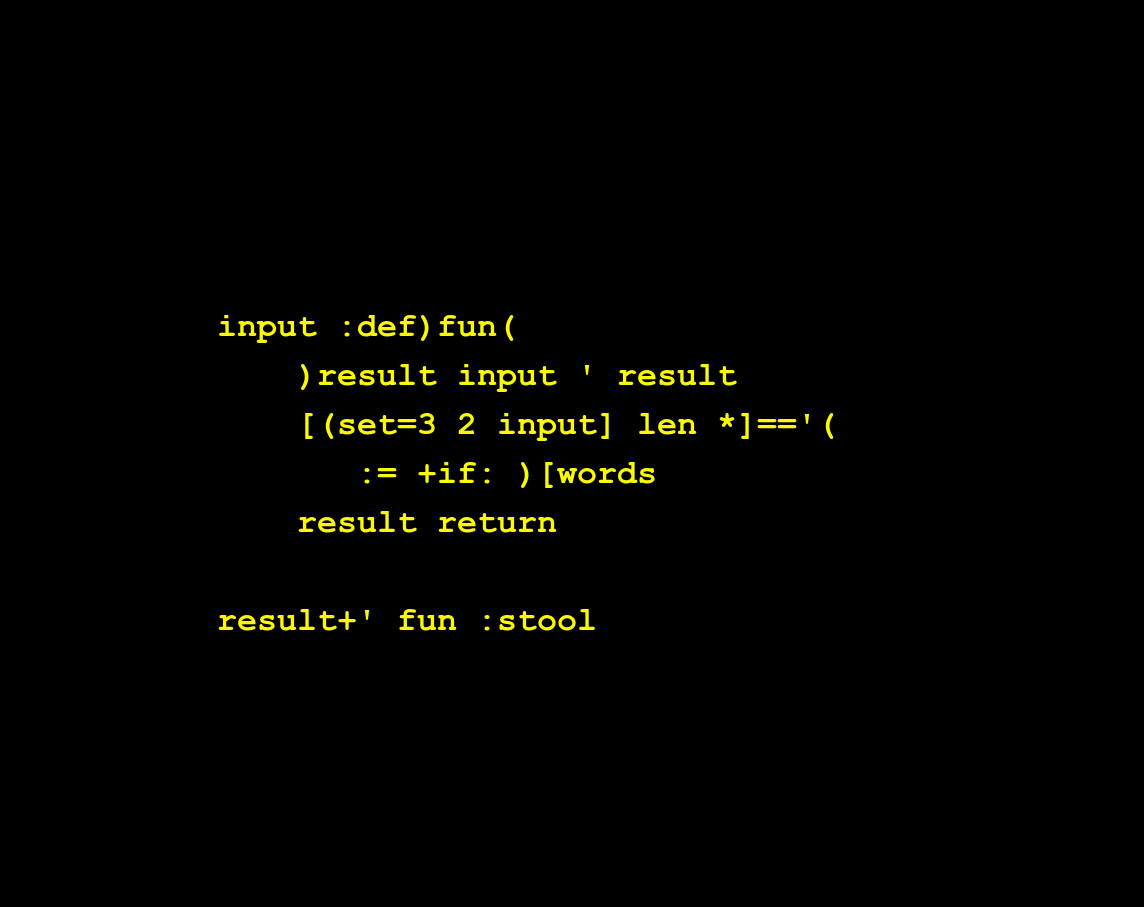 input :def)fun(
    )result input ' result
    [(set=3 2 input] len *]=='(
       := +if: )[words
    result return

result+' fun :stool